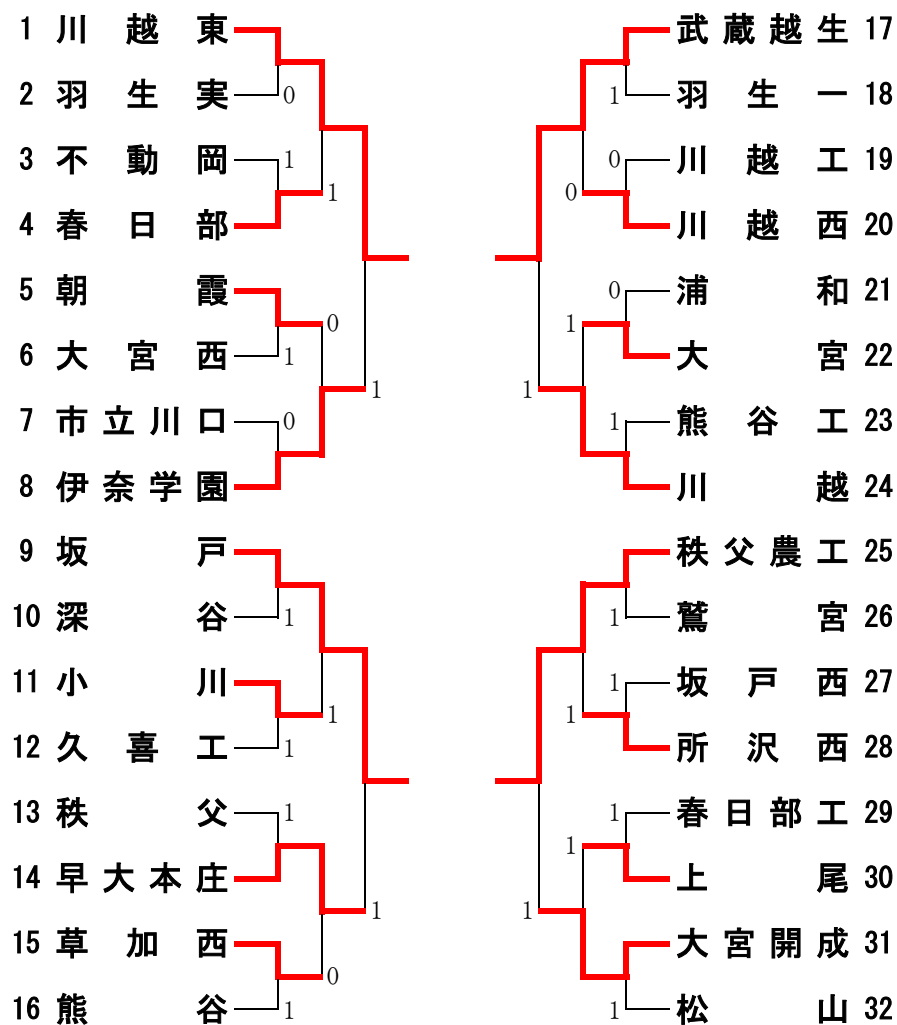 1 川越東
2 羽生実
0
3 不動岡
1
4 春日部
1
5 朝霞
0
6 大宮西
1
1
7 市立川口
0
8 伊奈学園
9 坂戸
10 深谷
1
11 小川
1
12 久喜工
1
13 秩父
1
14 早大本庄
1
15 草加西
0
16 熊谷
1
武蔵越生 17
1
羽生一 18
0
川越工 19
0
川越西 20
0
浦和 21
1
大宮 22
1
1
熊谷工 23
川越 24
秩父農工 25
1
鷲宮 26
1
坂戸西 27
1
所沢西 28
1
春日部工 29
1
上尾 30
1
大宮開成 31
1
松山 32